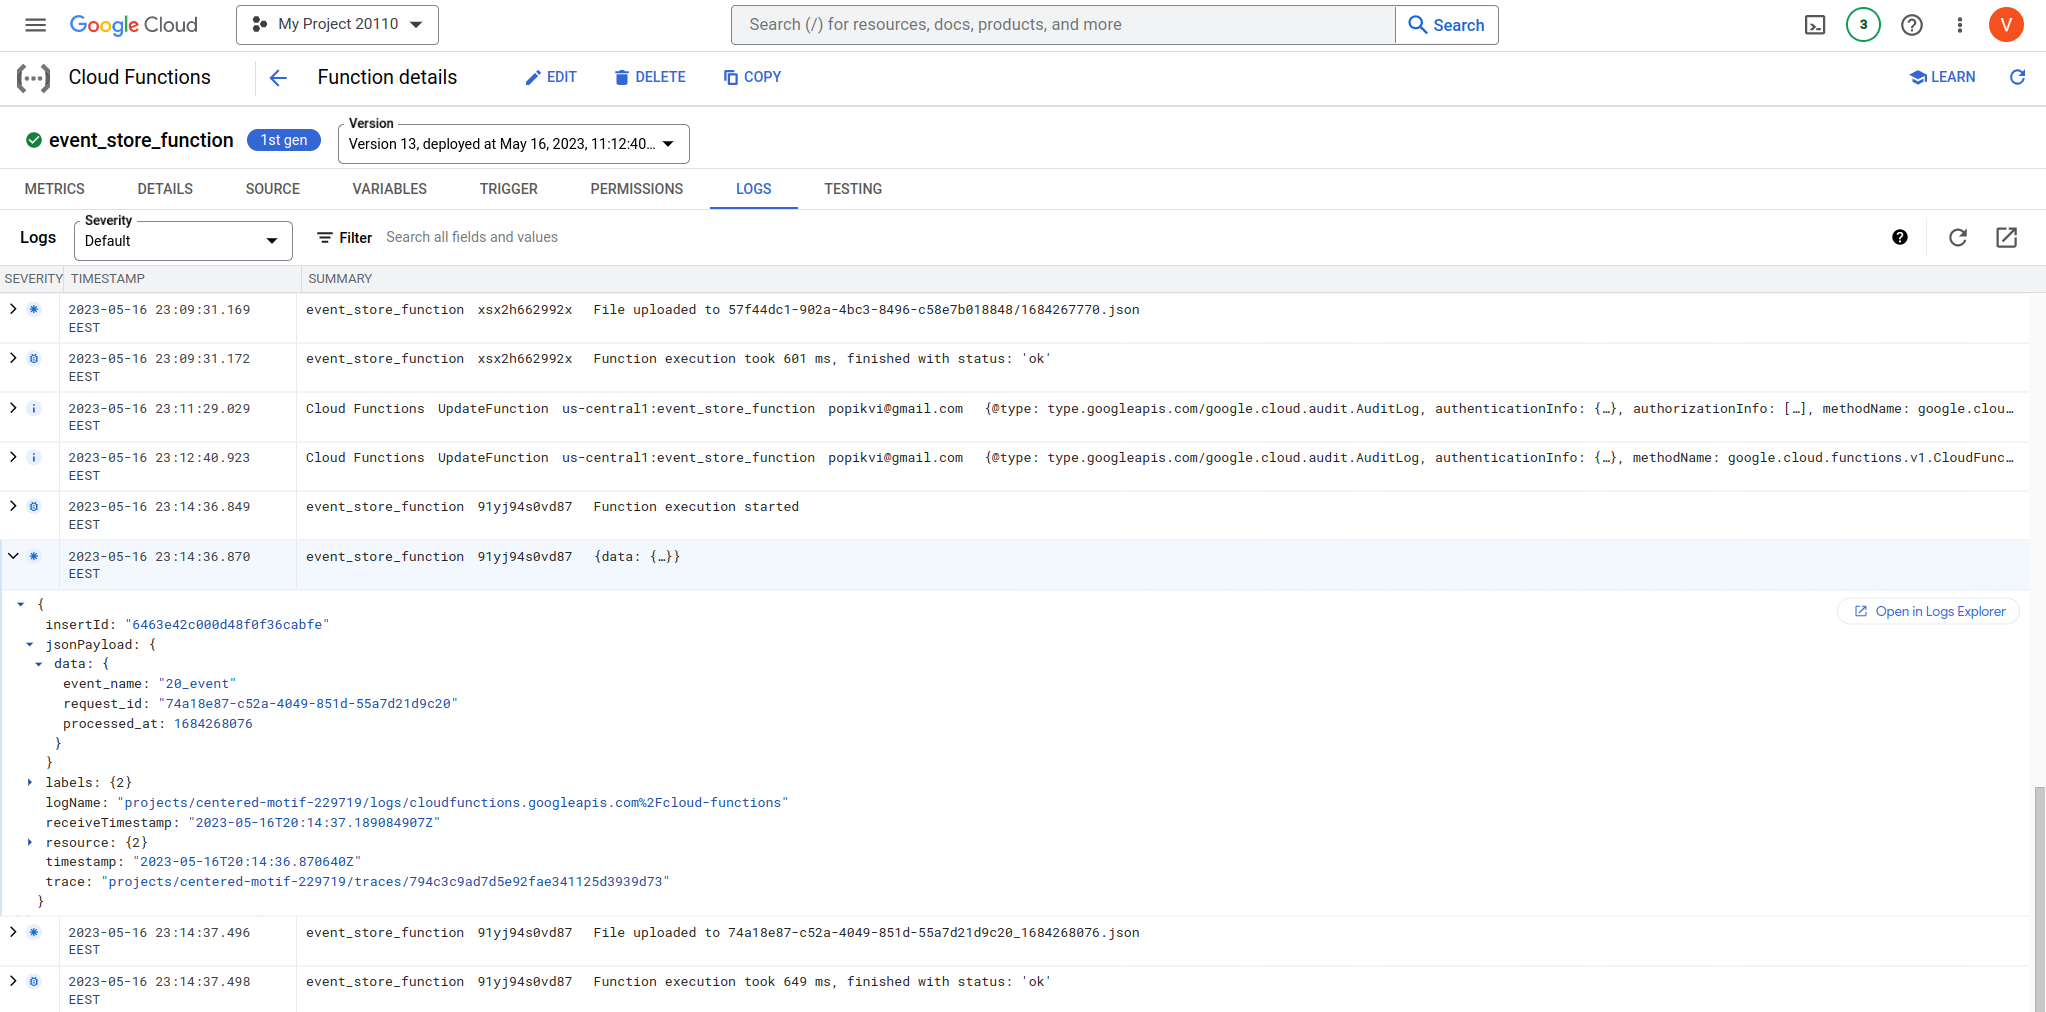 Google Cloud My Project 20110 Search (/) for resources, docs, products, and more Search 3 V
Cloud Functions Function details EDIT DELETE COPY LEARN
event_store_function 1st gen Version Version 13, deployed at May 16, 2023, 11:12:40...
METRICS DETAILS SOURCE VARIABLES TRIGGER PERMISSIONS LOGS TESTING
Logs Severity Default Filter Search all fields and values
SEVERITY TIMESTAMP SUMMARY
2023-05-16 23:09:31.169 event_store_function xsx2h662992x File uploaded to 57f44dc1-902a-4bc3-8496-c58e7b018848/1684267770.json
EEST
2023-05-16 23:09:31.172 event_store_function xsx2h662992x Function execution took 601 ms, finished with status: 'ok'
EEST
2023-05-16 23:11:29.029 Cloud Functions UpdateFunction us-central1:event_store_function popikvi@gmail.com {@type: type.googleapis.com/google.cloud.audit.AuditLog, authenticationInfo: {…}, authorizationInfo: […], methodName: google.clou…
EEST
2023-05-16 23:12:40.923 Cloud Functions UpdateFunction us-central1:event_store_function popikvi@gmail.com {@type: type.googleapis.com/google.cloud.audit.AuditLog, authenticationInfo: {…}, methodName: google.cloud.functions.v1.CloudFunc…
EEST
2023-05-16 23:14:36.849 event_store_function 91yj94s0vd87 Function execution started
EEST
2023-05-16 23:14:36.870 event_store_function 91yj94s0vd87 {data: {…}}
EEST
{
Open in Logs Explorer
insertId: "6463e42c000d48f0f36cabfe"
jsonPayload: {
data: {
event_name: "20_event"
request_id: "74a18e87-c52a-4049-851d-55a7d21d9c20"
processed_at: 1684268076
}
}
labels: {2}
logName: "projects/centered-motif-229719/logs/cloudfunctions.googleapis.com%2Fcloud-functions"
receiveTimestamp: "2023-05-16T20:14:37.189084907Z"
resource: {2}
timestamp: "2023-05-16T20:14:36.870640Z"
trace: "projects/centered-motif-229719/traces/794c3c9ad7d5e92fae341125d3939d73"
}
2023-05-16 23:14:37.496 event_store_function 91yj94s0vd87 File uploaded to 74a18e87-c52a-4049-851d-55a7d21d9c20_1684268076.json
EEST
2023-05-16 23:14:37.498 event_store_function 91yj94s0vd87 Function execution took 649 ms, finished with status: 'ok'
EEST